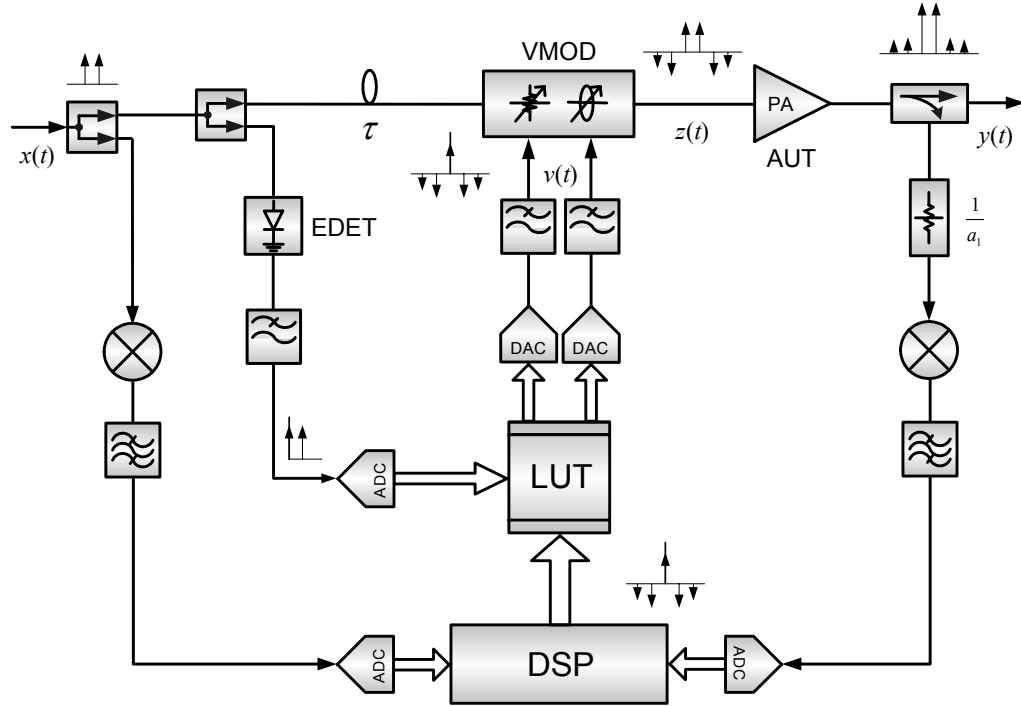 VMOD
x(t)
τ
z(t)
PA
AUT
y(t)
v(t)
EDET
1
a₁
DAC
DAC
ADC
LUT
ADC
DSP
ADC